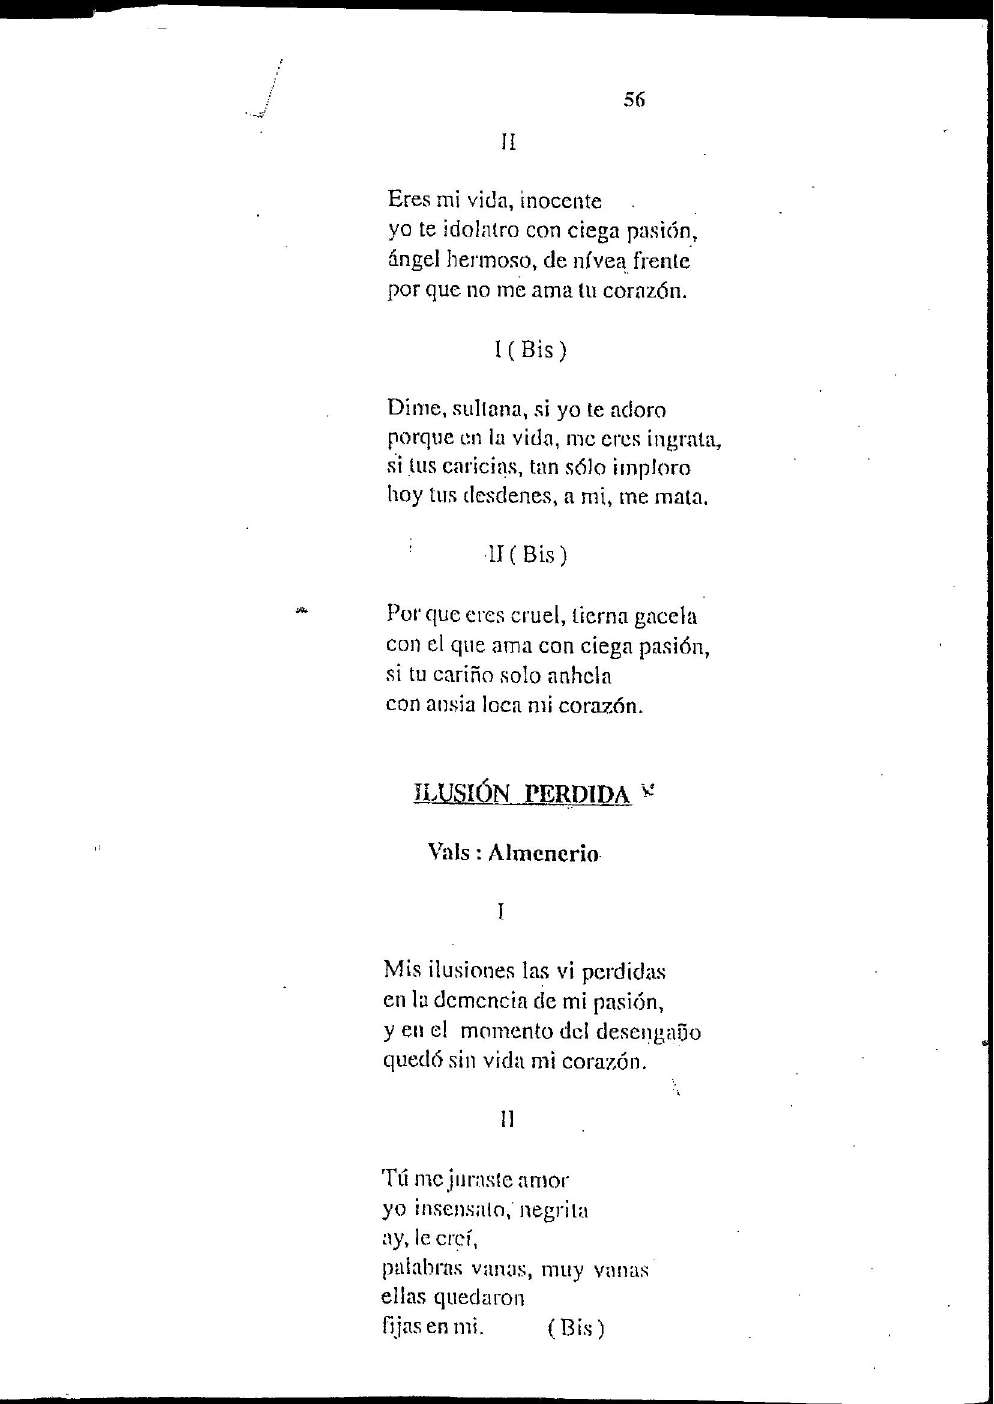 56
II
Eres mi vida, inocente
yo te idolatro con ciega pasión,
ángel hermoso, de nívea frente
por que no me ama tu corazón.
I ( Bis )
Dime, sultana, si yo te adoro
porque en la vida, me eres ingrata,
si tus caricias, tan sólo imploro
hoy tus desdenes, a mi, me mata.
II ( Bis )
Por que eres cruel, tierna gacela
con el que ama con ciega pasión,
si tu cariño solo anhela
con ansia loca mi corazón.
ILUSIÓN PERDIDA
Vals : Almenerio
I
Mis ilusiones las vi perdidas
en la demencia de mi pasión,
y en el momento del desengaño
quedó sin vida mi corazón.
II
Tú me juraste amor
yo insensato, negrita
ay, le creí,
palabras vanas, muy vanas
ellas quedaron
fijas en mi. ( Bis )